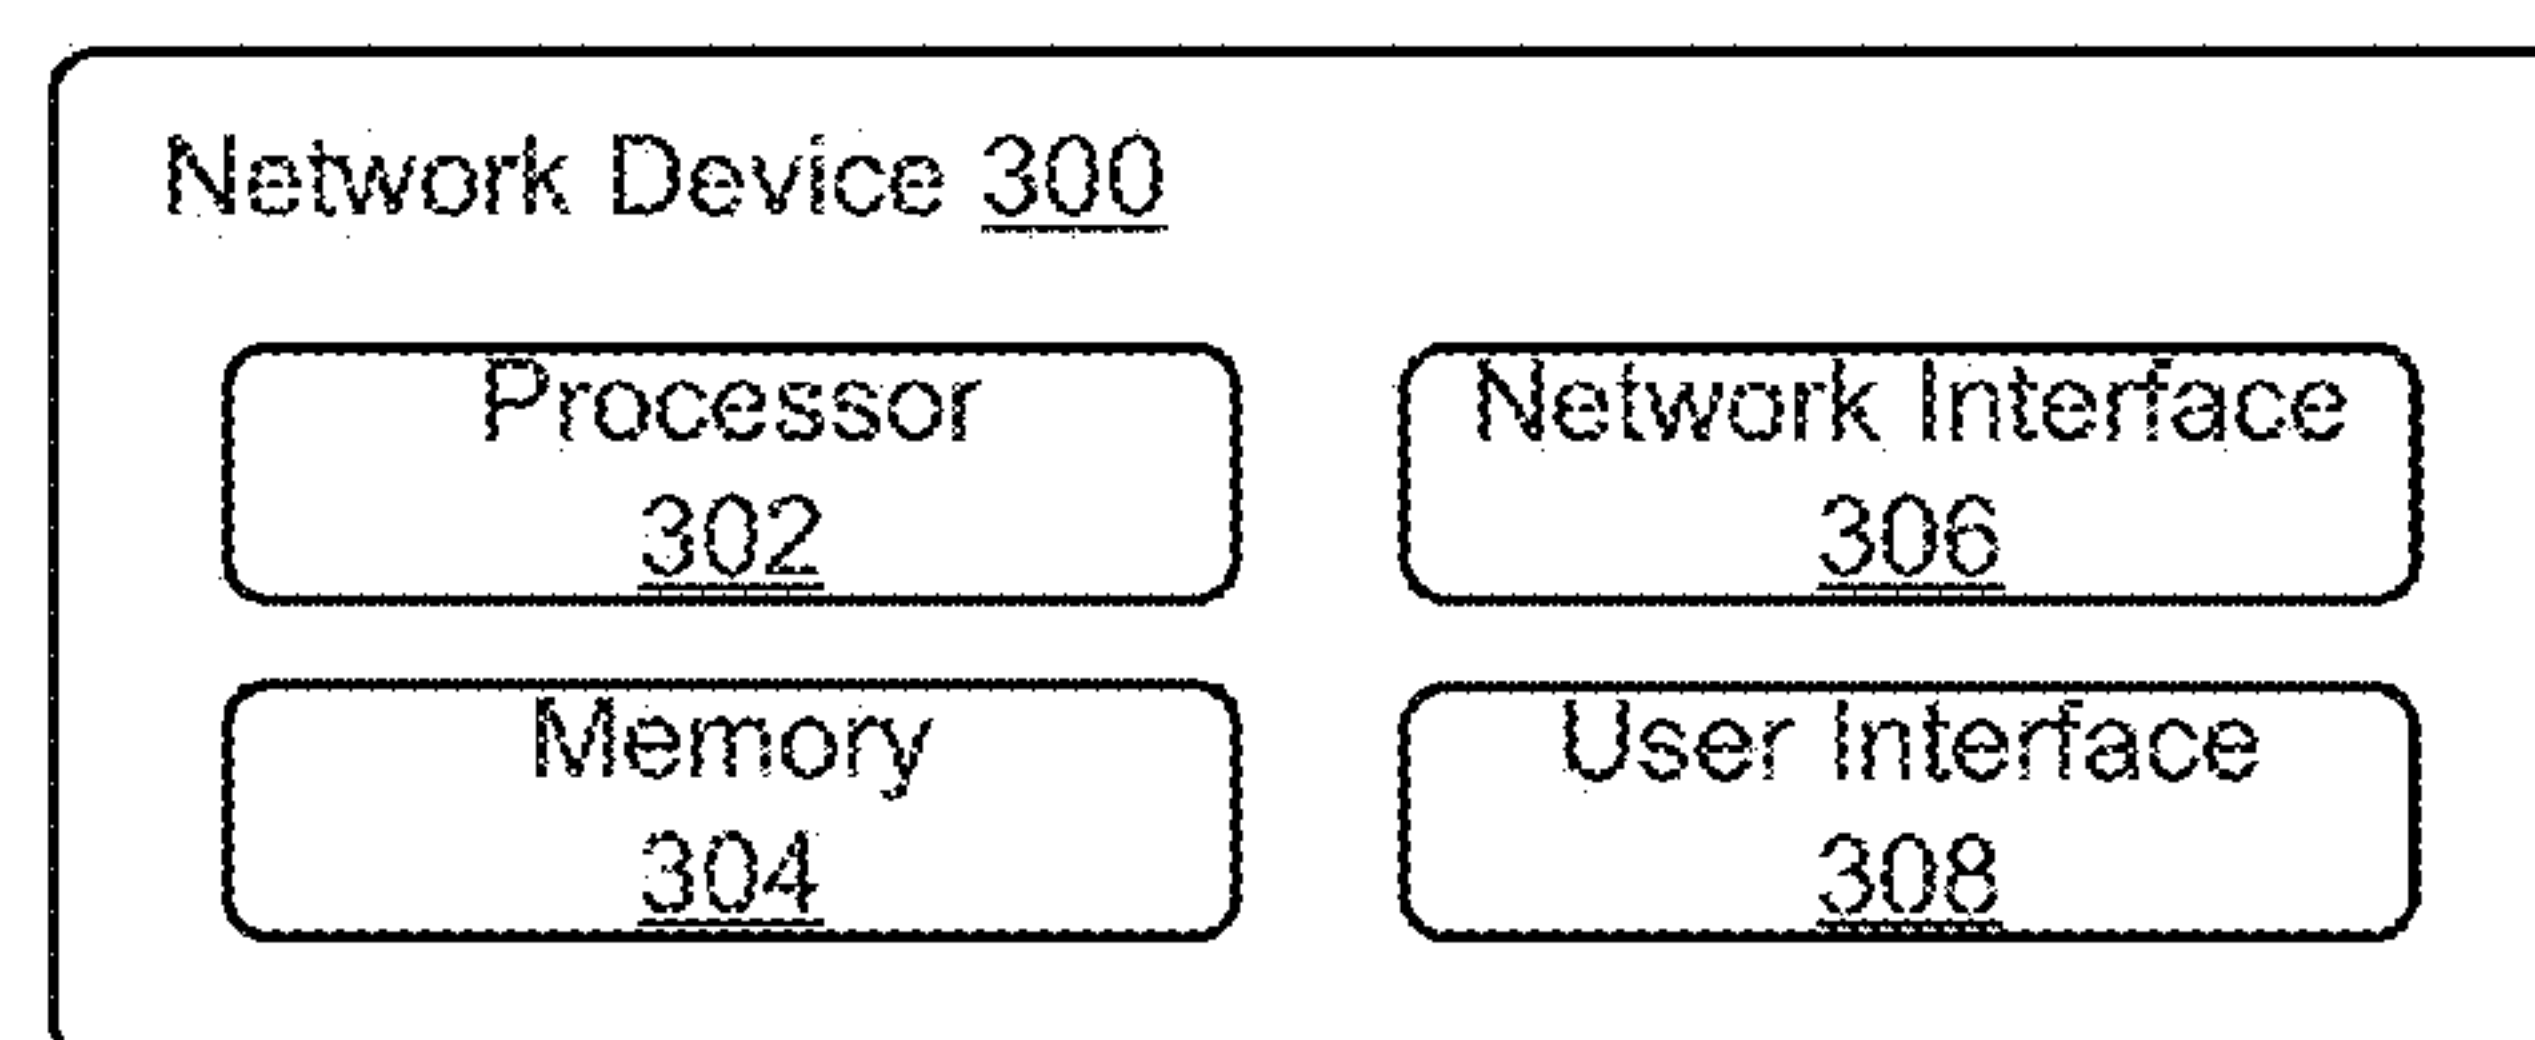 Network Device 300
Processor
302
Network Interface
306
Memory
304
User Interface
308